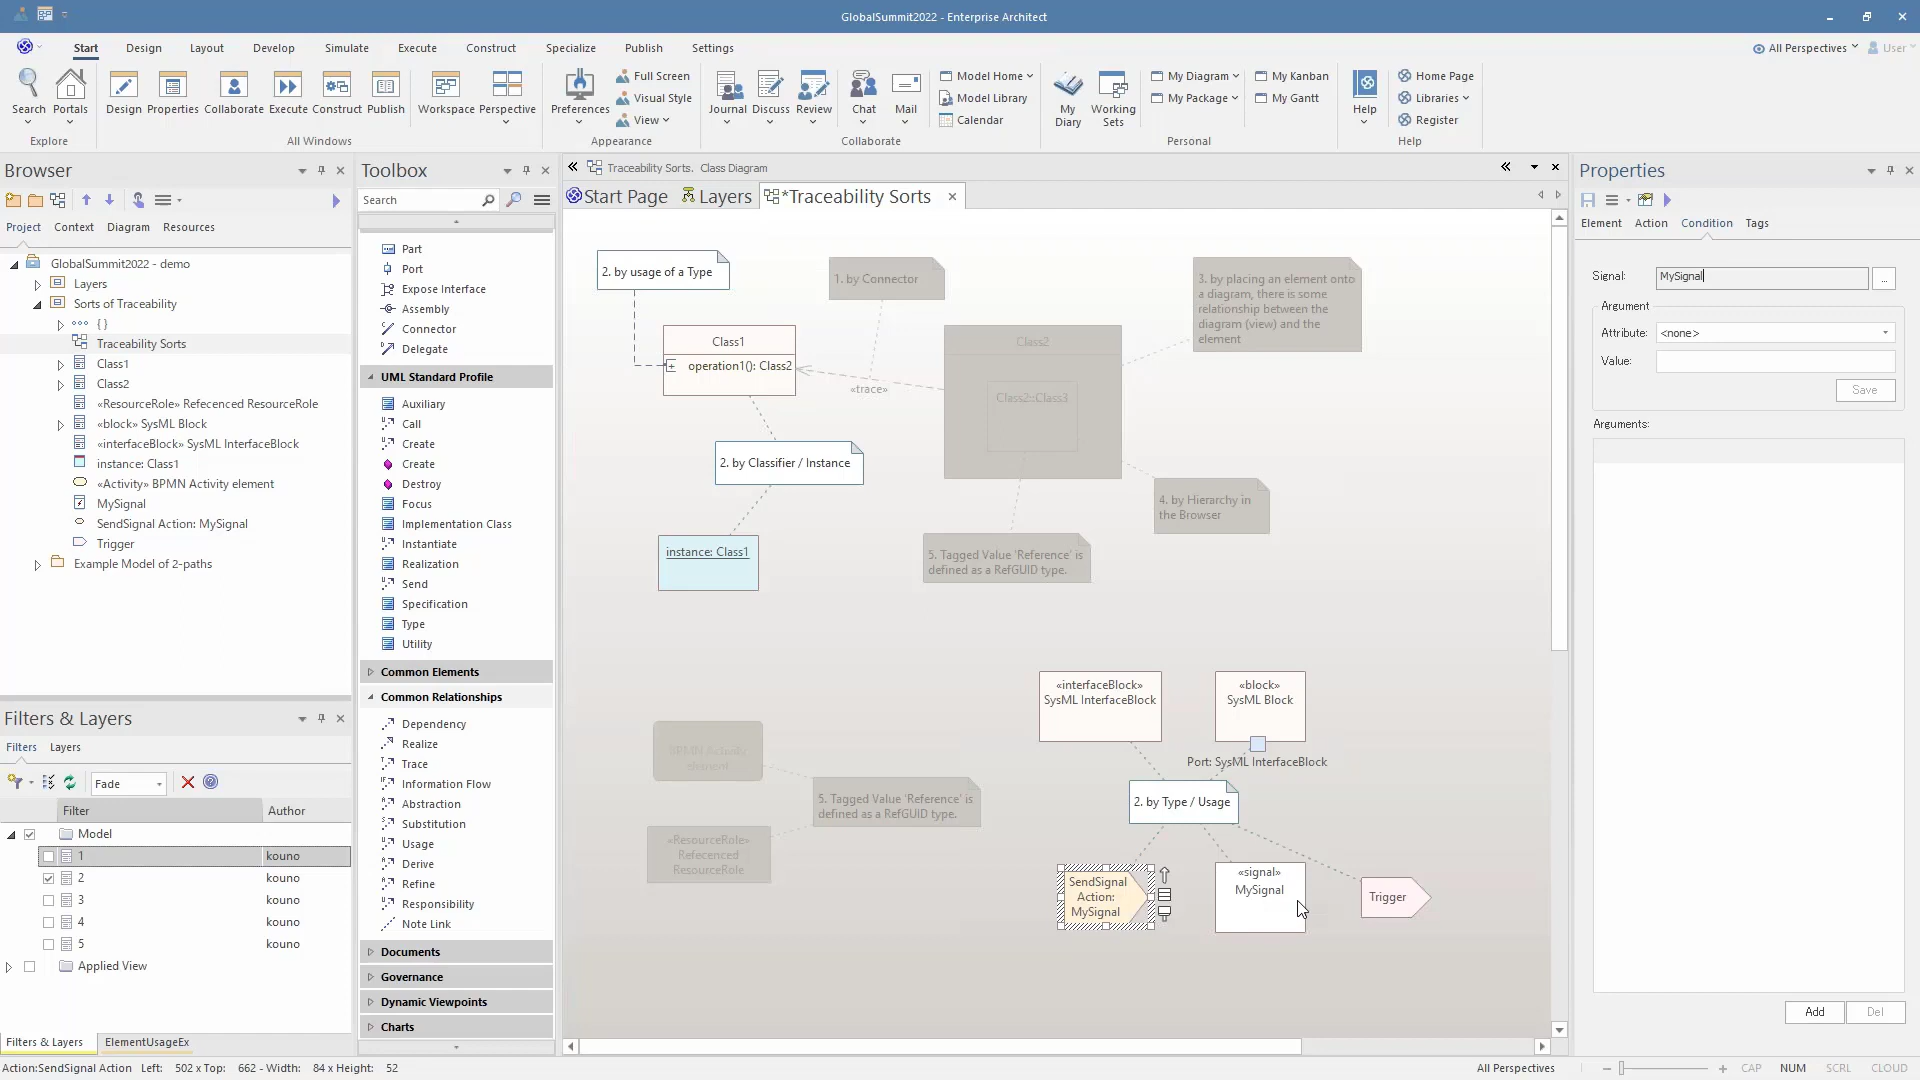 GlobalSummit2022 - Enterprise Architect
Start Design Layout Develop Simulate Execute Construct Specialize Publish Settings
All Perspectives User
Search Portals
Explore
Design Properties Collaborate Execute Construct Publish Workspace Perspective
All Windows
Preferences
Full Screen
Visual Style
View
Appearance
Journal Discuss Review Chat Mail
Model Home
Model Library
Calendar
Collaborate
My Diary
Working Sets
My Diagram
My Package
My Kanban
My Gantt
Personal
Help
Home Page
Libraries
Register
Help
Browser
Project Context Diagram Resources
GlobalSummit2022 - demo
Layers
Sorts of Traceability
{ }
Traceability Sorts
Class1
Class2
«ResourceRole» Refecenced ResourceRole
«block» SysML Block
«interfaceBlock» SysML InterfaceBlock
instance: Class1
«Activity» BPMN Activity element
MySignal
SendSignal Action: MySignal
Trigger
Example Model of 2-paths
Filters & Layers
Filters Layers
Fade
Filter Author
Model
1 kouno
2 kouno
3 kouno
4 kouno
5 kouno
Applied View
Filters & Layers ElementUsageEx
Toolbox
Search
Part
Port
Expose Interface
Assembly
Connector
Delegate
UML Standard Profile
Auxiliary
Call
Create
Create
Destroy
Focus
Implementation Class
Instantiate
Realization
Send
Specification
Type
Utility
Common Elements
Common Relationships
Dependency
Realize
Trace
Information Flow
Abstraction
Substitution
Usage
Derive
Refine
Responsibility
Note Link
Documents
Governance
Dynamic Viewpoints
Charts
Traceability Sorts. Class Diagram
Start Page Layers *Traceability Sorts
2. by usage of a Type
1. by Connector
3. by placing an element onto
a diagram, there is some
relationship between the
diagram (view) and the
element
Class1
operation1(): Class2
«trace»
Class2
Class2::Class3
2. by Classifier / Instance
4. by Hierarchy in
the Browser
instance: Class1
5. Tagged Value 'Reference' is
defined as a RefGUID type.
«interfaceBlock»
SysML InterfaceBlock
«block»
SysML Block
Port: SysML InterfaceBlock
BPMN Activity
element
5. Tagged Value 'Reference' is
defined as a RefGUID type.
«ResourceRole»
Refecenced
ResourceRole
2. by Type / Usage
SendSignal
Action:
MySignal
«signal»
MySignal
Trigger
Properties
Element Action Condition Tags
Signal: MySignal ...
Argument
Attribute: <none>
Value:
Save
Arguments:
Add Del
Action:SendSignal Action Left: 502 x Top: 662 - Width: 84 x Height: 52
All Perspectives CAP NUM SCRL CLOUD